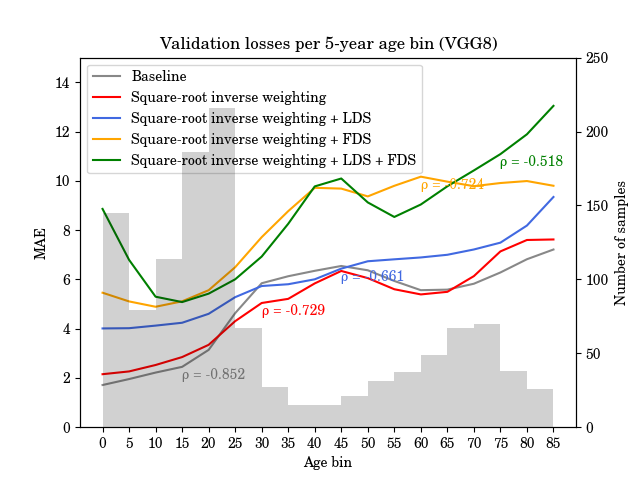 Validation losses per 5-year age bin (VGG8)
Baseline
Square-root inverse weighting
Square-root inverse weighting + LDS
Square-root inverse weighting + FDS
Square-root inverse weighting + LDS + FDS
MAE
14
12
10
8
6
4
2
0
250
200
150
100
50
0
Number of samples
ρ = -0.518
ρ = -0.724
ρ = -0.661
ρ = -0.729
ρ = -0.852
0 5 10 15 20 25 30 35 40 45 50 55 60 65 70 75 80 85
Age bin